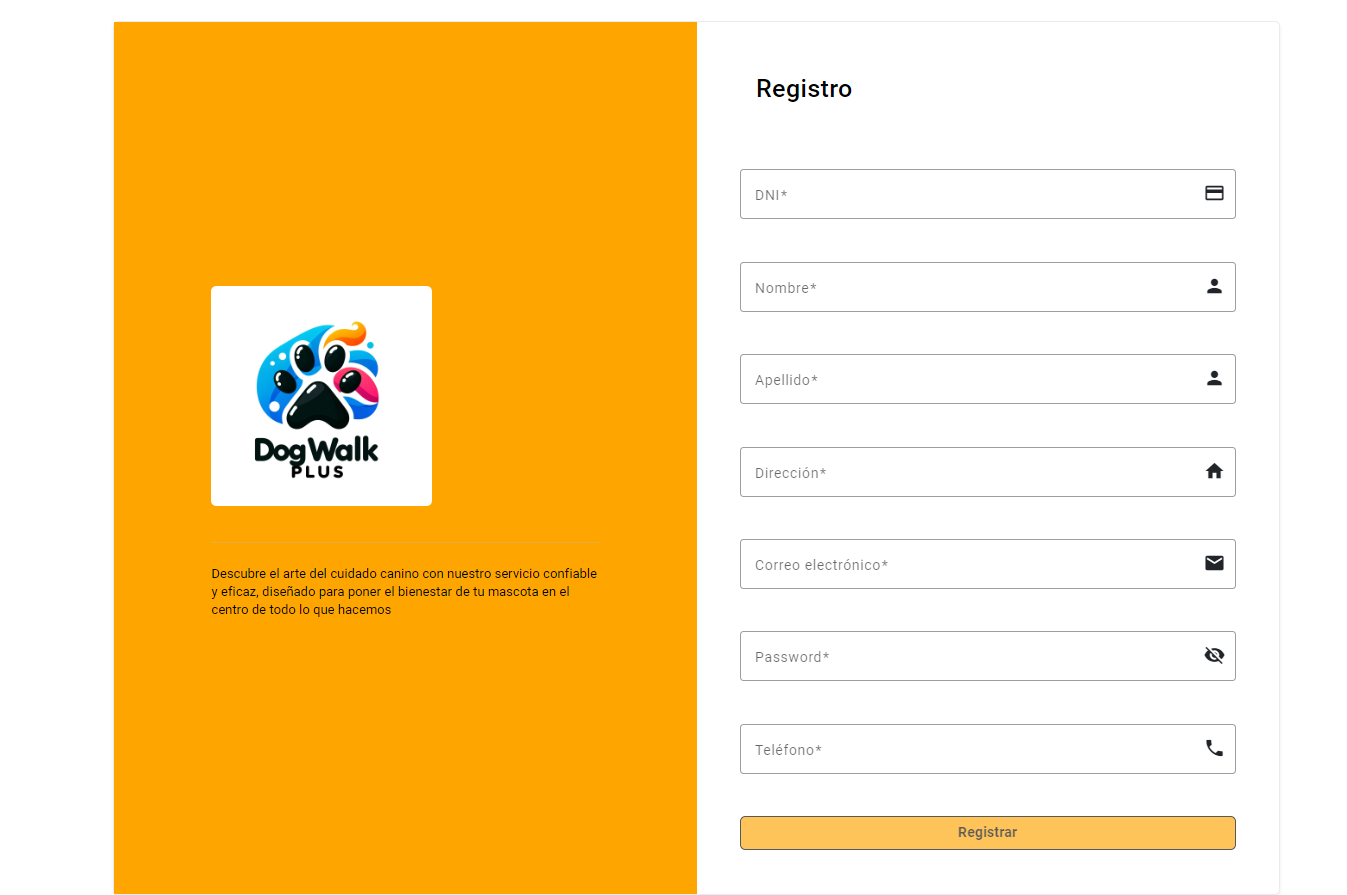 DogWalk
PLUS
Descubre el arte del cuidado canino con nuestro servicio confiable
y eficaz, diseñado para poner el bienestar de tu mascota en el
centro de todo lo que hacemos
Registro
DNI*
Nombre*
Apellido*
Dirección*
Correo electrónico*
Password*
Teléfono*
Registrar